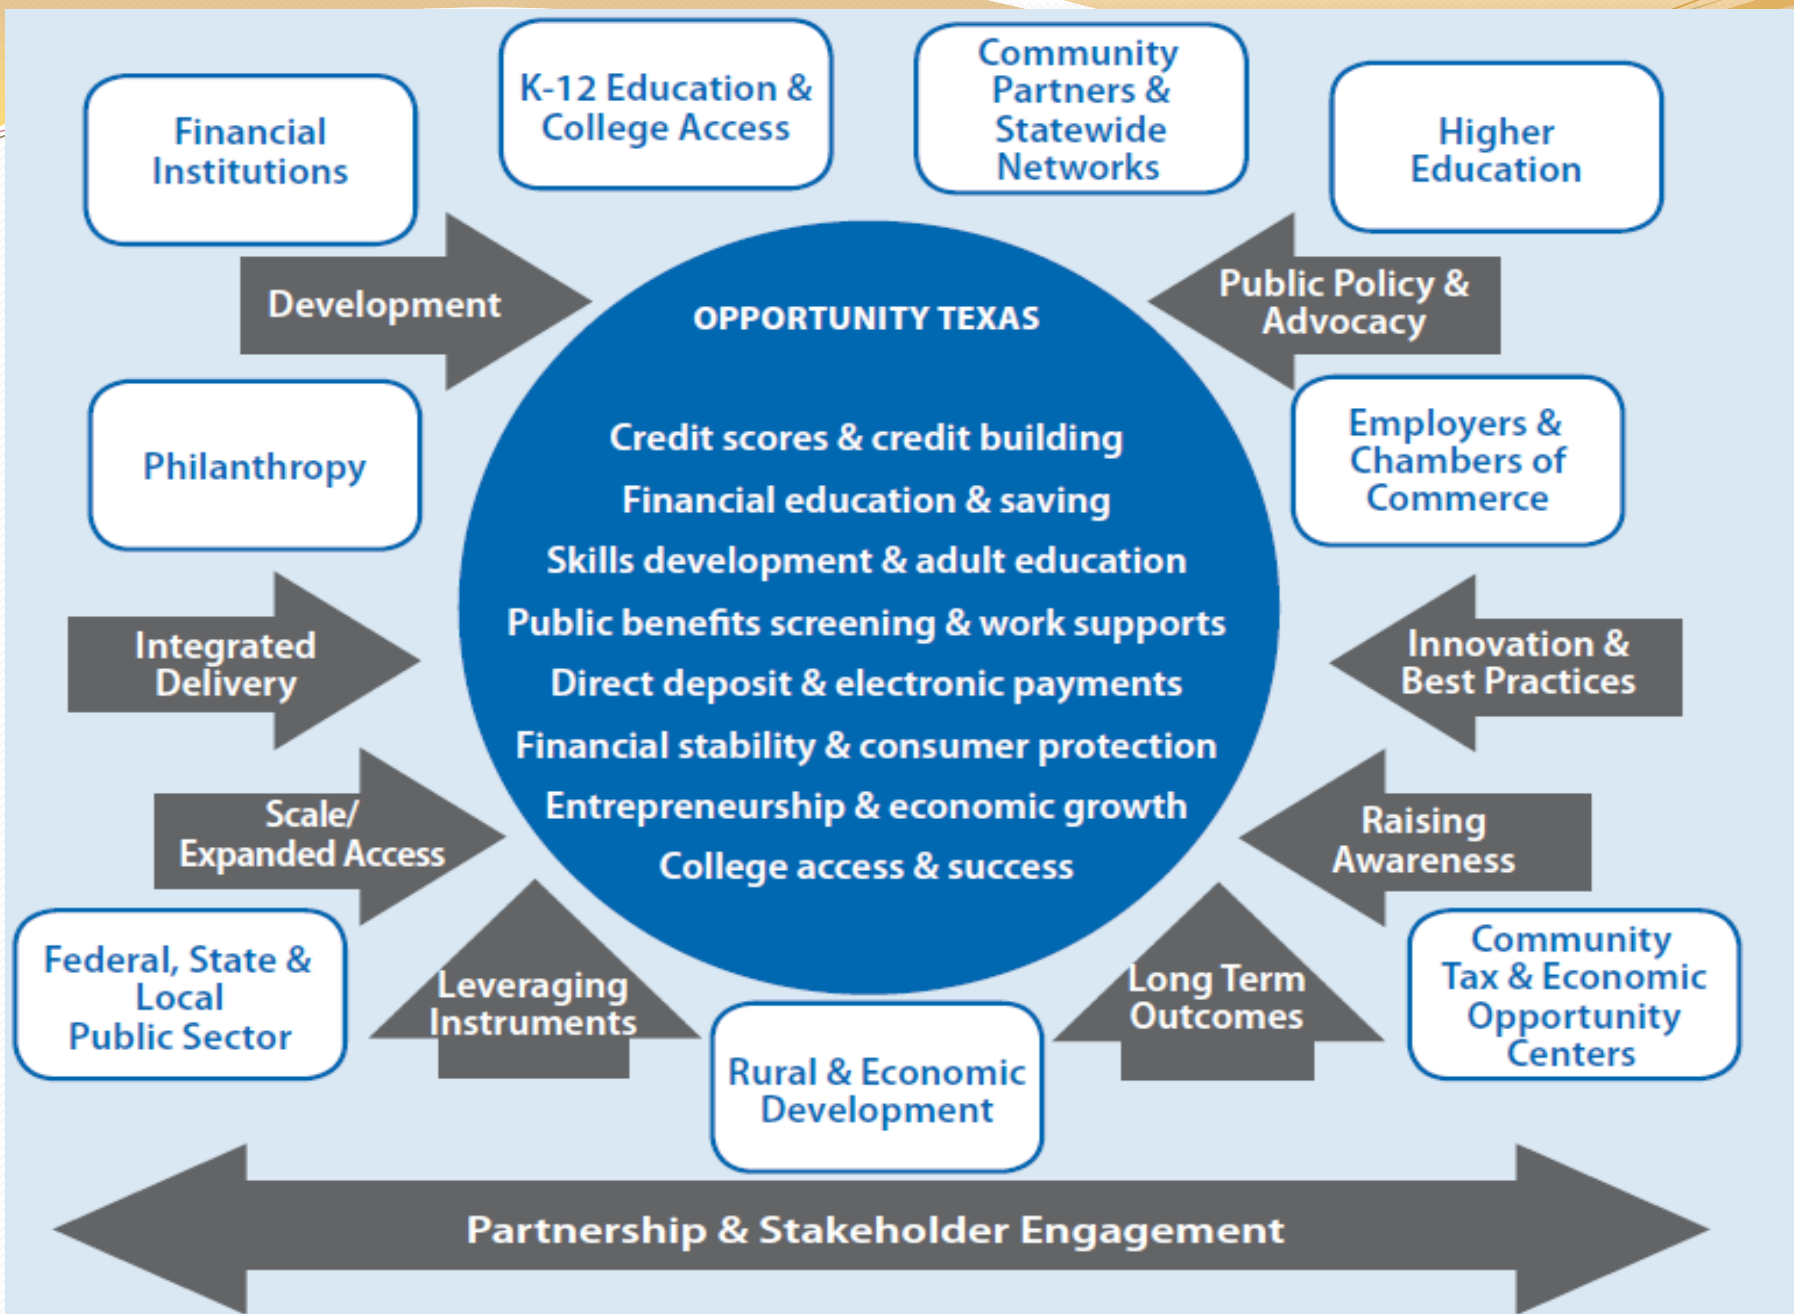 Financial
Institutions
K-12 Education &
College Access
Community
Partners &
Statewide
Networks
Higher
Education
Development
Public Policy &
Advocacy
OPPORTUNITY TEXAS
Credit scores & credit building
Financial education & saving
Skills development & adult education
Public benefits screening & work supports
Direct deposit & electronic payments
Financial stability & consumer protection
Entrepreneurship & economic growth
College access & success
Philanthropy
Employers &
Chambers of
Commerce
Integrated
Delivery
Innovation &
Best Practices
Scale/
Expanded Access
Raising
Awareness
Federal, State &
Local
Public Sector
Leveraging
Instruments
Rural & Economic
Development
Long Term
Outcomes
Community
Tax & Economic
Opportunity
Centers
Partnership & Stakeholder Engagement